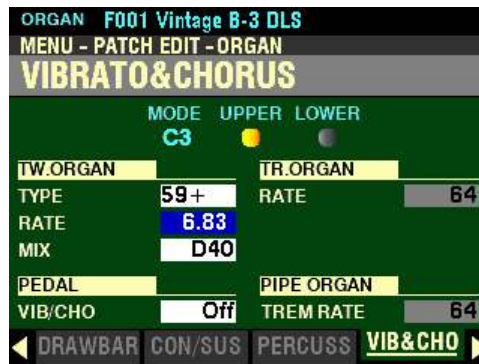 ORGAN F001 Vintage B-3 DLS
MENU - PATCH EDIT - ORGAN
VIBRATO&CHORUS
MODE UPPER LOWER
C3
TW.ORGAN TR.ORGAN
TYPE 59+ RATE 64
RATE 6.83
MIX D40
PEDAL PIPE ORGAN
VIB/CHO Off TREM RATE 64
DRAWBAR CON/SUS PERCUSS VIB&CHO